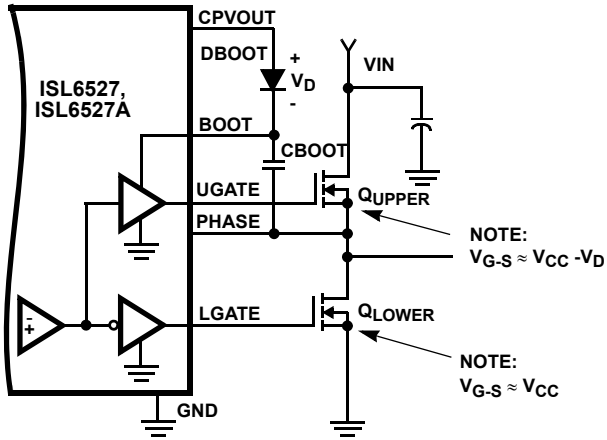 CPVOUT
DBOOT
+
VD
-
VIN
ISL6527,
ISL6527A
BOOT
CBOOT
UGATE
QUPPER
PHASE
NOTE:
VG-S ≈ VCC -VD
-
+
LGATE
QLOWER
NOTE:
VG-S ≈ VCC
GND